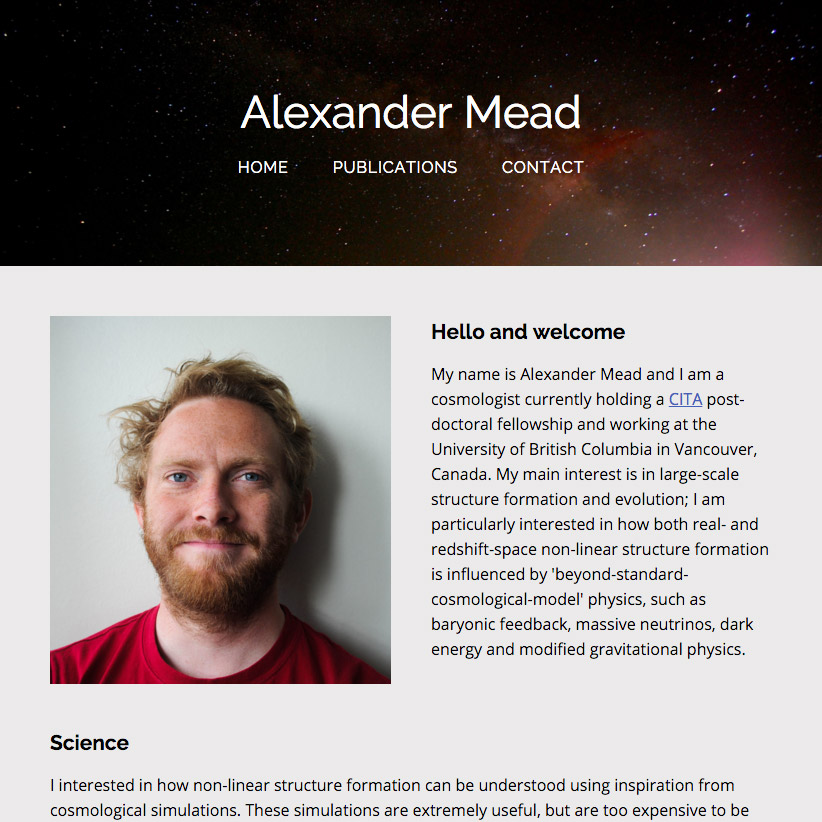 Alexander Mead
HOME PUBLICATIONS CONTACT
Hello and welcome
My name is Alexander Mead and I am a
cosmologist currently holding a CITA post-
doctoral fellowship and working at the
University of British Columbia in Vancouver,
Canada. My main interest is in large-scale
structure formation and evolution; I am
particularly interested in how both real- and
redshift-space non-linear structure formation
is influenced by 'beyond-standard-
cosmological-model' physics, such as
baryonic feedback, massive neutrinos, dark
energy and modified gravitational physics.
Science
I interested in how non-linear structure formation can be understood using inspiration from
cosmological simulations. These simulations are extremely useful, but are too expensive to be